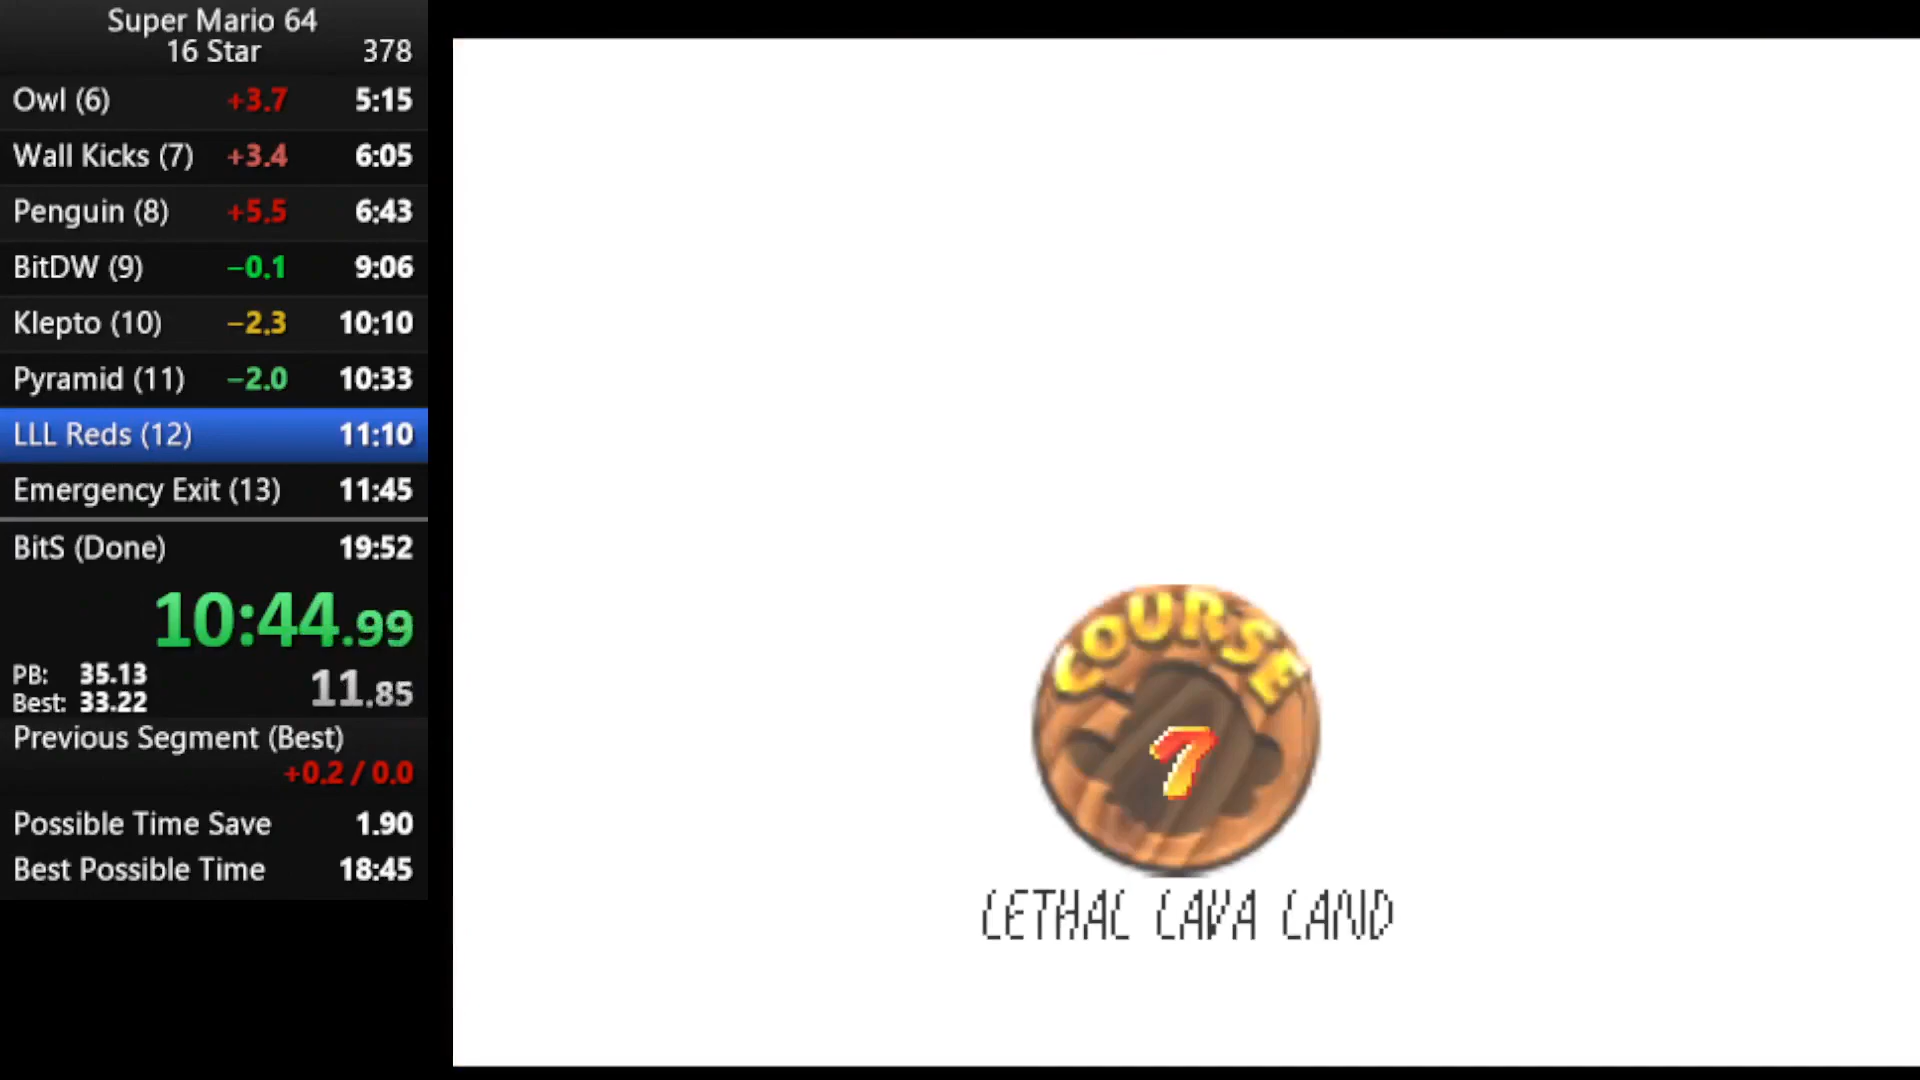 Super Mario 64
16 Star 378
Owl (6) +3.7 5:15
Wall Kicks (7) +3.4 6:05
Penguin (8) +5.5 6:43
BitDW (9) −0.1 9:06
Klepto (10) −2.3 10:10
Pyramid (11) −2.0 10:33
LLL Reds (12) 11:10
Emergency Exit (13) 11:45
BitS (Done) 19:52
10:44.99
PB: 35.13
Best: 33.22
11.85
Previous Segment (Best)
+0.2 / 0.0
Possible Time Save 1.90
Best Possible Time 18:45
COURSE
7
LETHAL LAVA LAND